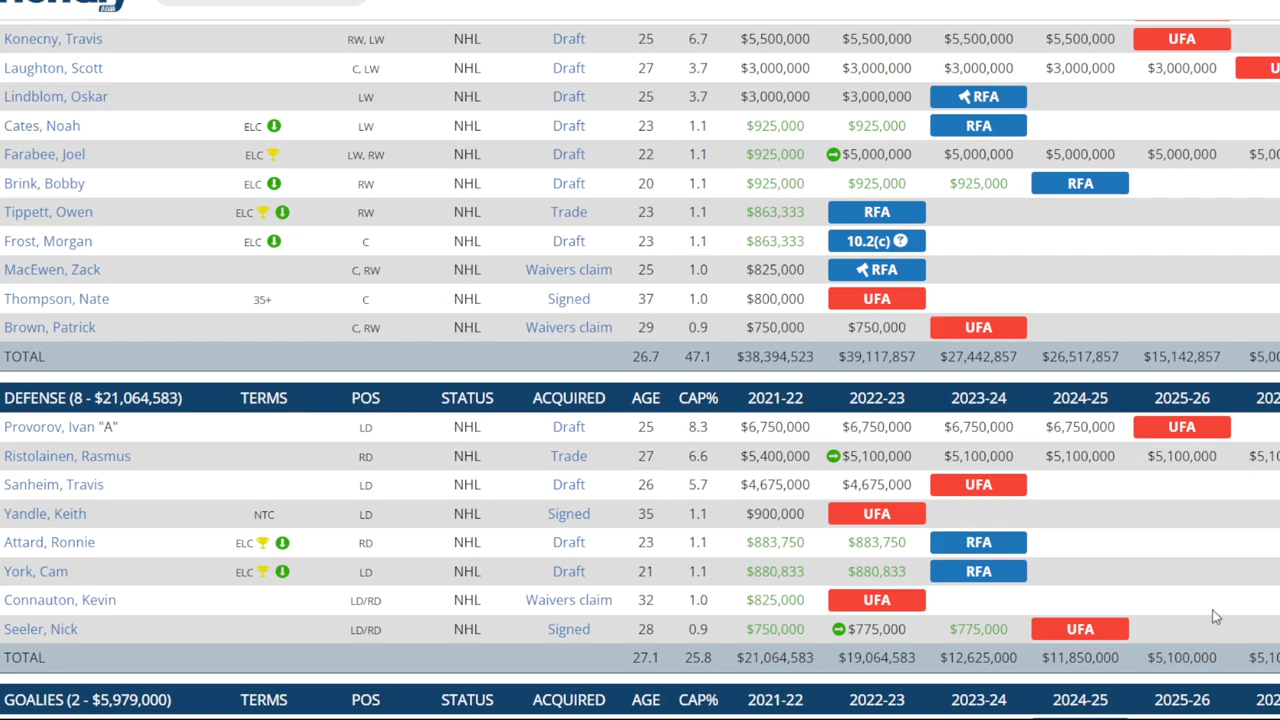 Konecny, Travis RW, LW NHL Draft 25 6.7 $5,500,000 $5,500,000 $5,500,000 $5,500,000 UFA
Laughton, Scott C, LW NHL Draft 27 3.7 $3,000,000 $3,000,000 $3,000,000 $3,000,000 $3,000,000
Lindblom, Oskar LW NHL Draft 25 3.7 $3,000,000 $3,000,000 RFA
Cates, Noah ELC LW NHL Draft 23 1.1 $925,000 $925,000 RFA
Farabee, Joel ELC LW, RW NHL Draft 22 1.1 $925,000 $5,000,000 $5,000,000 $5,000,000 $5,000,000
Brink, Bobby ELC RW NHL Draft 20 1.1 $925,000 $925,000 $925,000 RFA
Tippett, Owen ELC RW NHL Trade 23 1.1 $863,333 RFA
Frost, Morgan ELC C NHL Draft 23 1.1 $863,333 10.2(c) ?
MacEwen, Zack C, RW NHL Waivers claim 25 1.0 $825,000 RFA
Thompson, Nate 35+ C NHL Signed 37 1.0 $800,000 UFA
Brown, Patrick C, RW NHL Waivers claim 29 0.9 $750,000 $750,000 UFA
TOTAL 26.7 47.1 $38,394,523 $39,117,857 $27,442,857 $26,517,857 $15,142,857
DEFENSE (8 - $21,064,583) TERMS POS STATUS ACQUIRED AGE CAP% 2021-22 2022-23 2023-24 2024-25 2025-26
Provorov, Ivan "A" LD NHL Draft 25 8.3 $6,750,000 $6,750,000 $6,750,000 $6,750,000 UFA
Ristolainen, Rasmus RD NHL Trade 27 6.6 $5,400,000 $5,100,000 $5,100,000 $5,100,000 $5,100,000
Sanheim, Travis LD NHL Draft 26 5.7 $4,675,000 $4,675,000 UFA
Yandle, Keith NTC LD NHL Signed 35 1.1 $900,000 UFA
Attard, Ronnie ELC RD NHL Draft 23 1.1 $883,750 $883,750 RFA
York, Cam ELC LD NHL Draft 21 1.1 $880,833 $880,833 RFA
Connauton, Kevin LD/RD NHL Waivers claim 32 1.0 $825,000 UFA
Seeler, Nick LD/RD NHL Signed 28 0.9 $750,000 $775,000 $775,000 UFA
TOTAL 27.1 25.8 $21,064,583 $19,064,583 $12,625,000 $11,850,000 $5,100,000
GOALIES (2 - $5,979,000) TERMS POS STATUS ACQUIRED AGE CAP% 2021-22 2022-23 2023-24 2024-25 2025-26